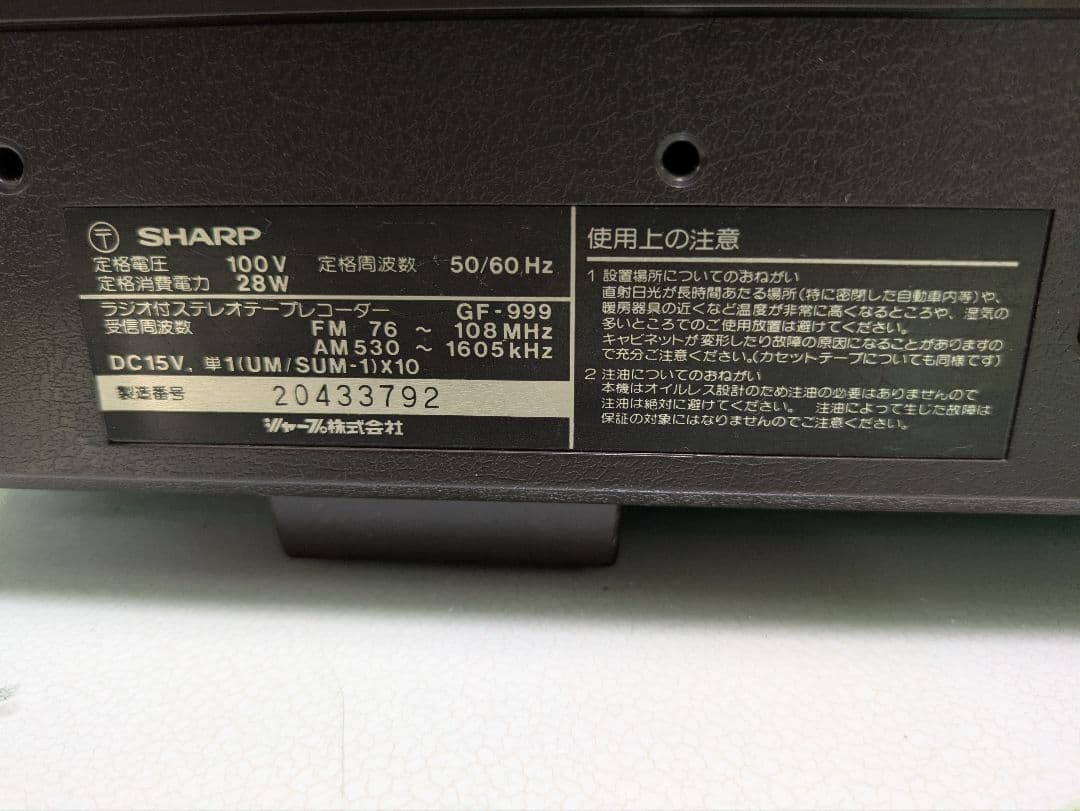 〒 SHARP
定格電圧 100V 定格周波数 50/60Hz
定格消費電力 28W
ラジオ付ステレオテープレコーダー GF-999
受信周波数 FM 76 ~ 108MHz
AM 530 ~ 1605kHz
DC15V, 単1(UM/SUM-1)X10
製造番号 20433792
シャープ株式会社
使用上の注意
1 設置場所についてのおねがい
直射日光が長時間あたる場所(特に密閉した自動車内等)や、
暖房器具の近くなど温度が非常に高くなるところや、湿気の
多いところでのご使用放置は避けてください。
キャビネットが変形したり故障の原因になることがありますの
で充分ご注意ください。(カセットテープについても同様です)
2 注油についてのおねがい
本機はオイルレス設計のため注油の必要はありませんので
注油は絶対に避けてください。 注油によって生じた故障は
保証の対象にはなりませんのでご注意ください。